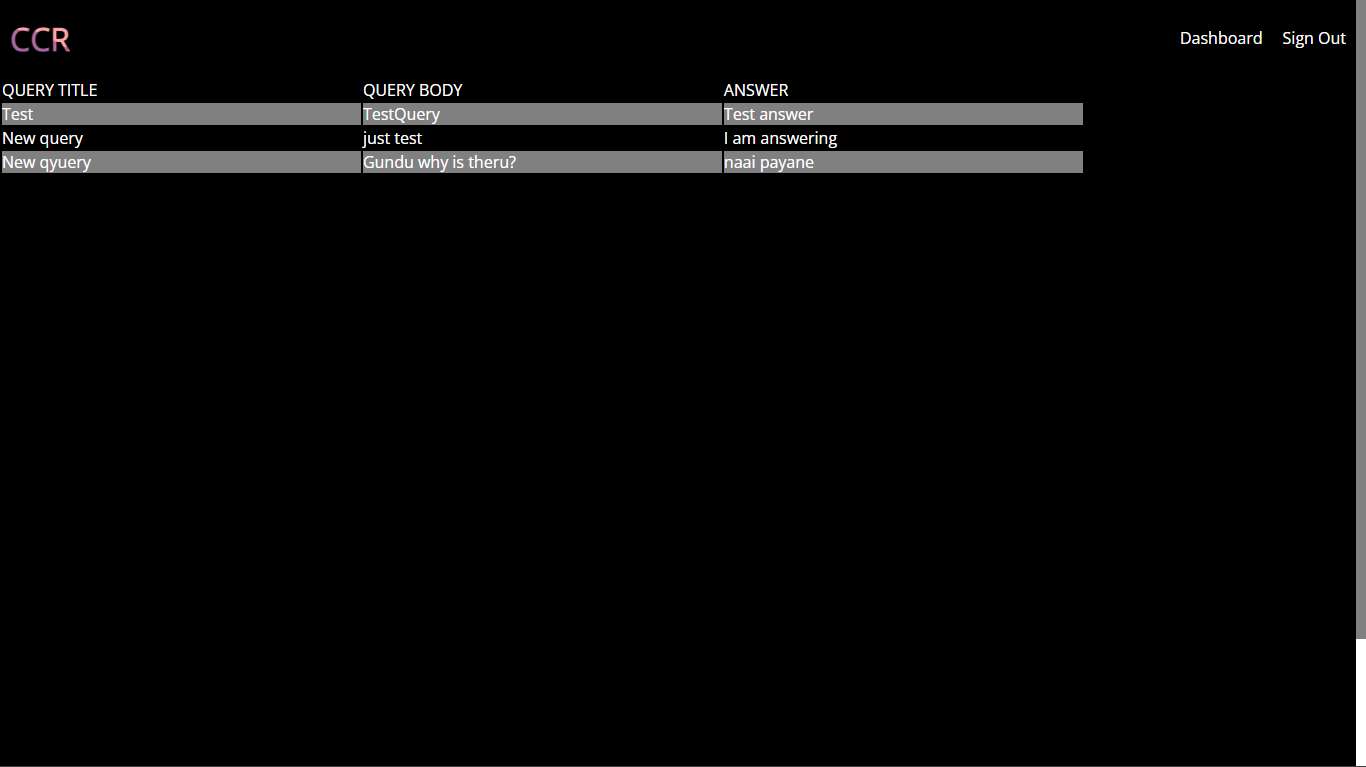 CCR Dashboard Sign Out
QUERY TITLE QUERY BODY ANSWER
Test TestQuery Test answer
New query just test I am answering
New qyuery Gundu why is theru? naai payane